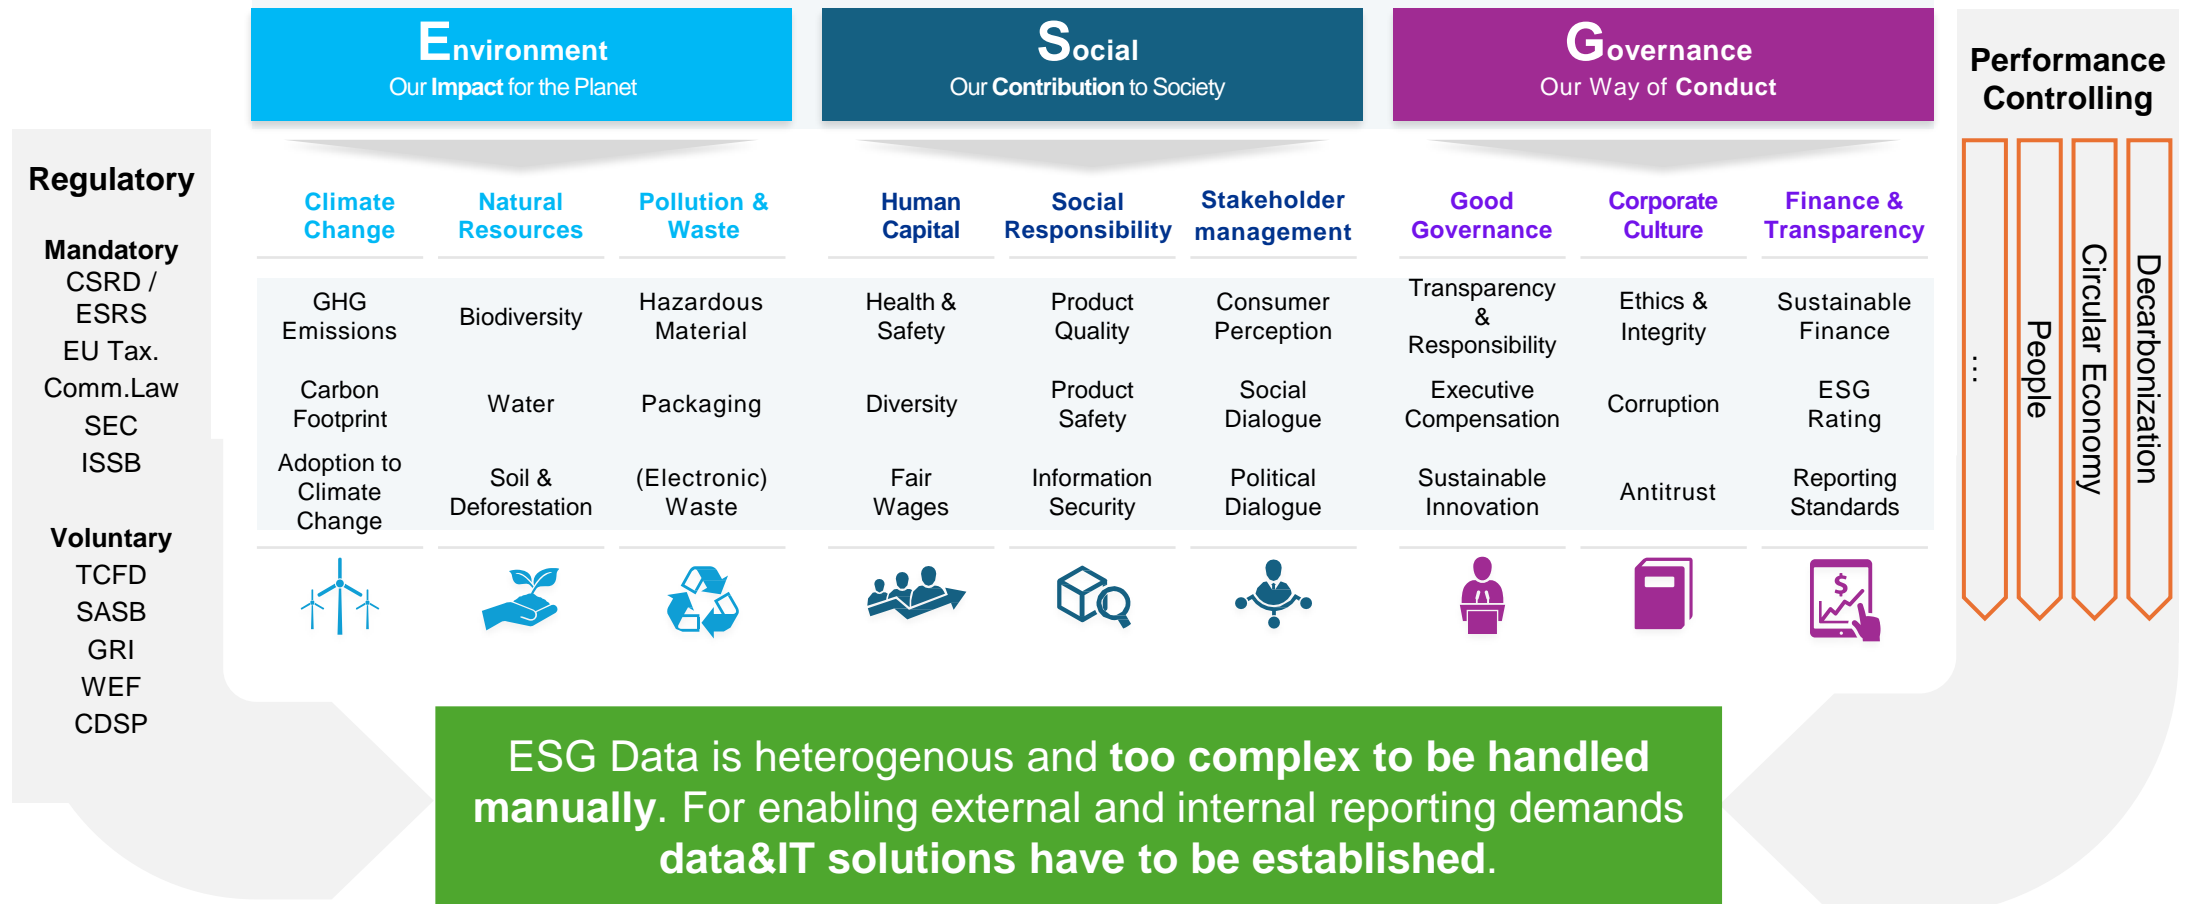 Environment
Our Impact for the Planet
Social
Our Contribution to Society
Governance
Our Way of Conduct
Performance
Controlling
Regulatory
Mandatory
CSRD /
ESRS
EU Tax.
Comm.Law
SEC
ISSB
Voluntary
TCFD
SASB
GRI
WEF
CDSP
Climate
Change
GHG
Emissions
Carbon
Footprint
Adoption to
Climate
Change
Natural
Resources
Biodiversity
Water
Soil &
Deforestation
Pollution &
Waste
Hazardous
Material
Packaging
(Electronic)
Waste
Human
Capital
Health &
Safety
Diversity
Fair
Wages
Social
Responsibility
Product
Quality
Product
Safety
Information
Security
Stakeholder
management
Consumer
Perception
Social
Dialogue
Political
Dialogue
Good
Governance
Transparency
&
Responsibility
Executive
Compensation
Sustainable
Innovation
Corporate
Culture
Ethics &
Integrity
Corruption
Antitrust
Finance &
Transparency
Sustainable
Finance
ESG
Rating
Reporting
Standards
$
...
People
Circular Economy
Decarbonization
ESG Data is heterogenous and too complex to be handled
manually. For enabling external and internal reporting demands
data&IT solutions have to be established.